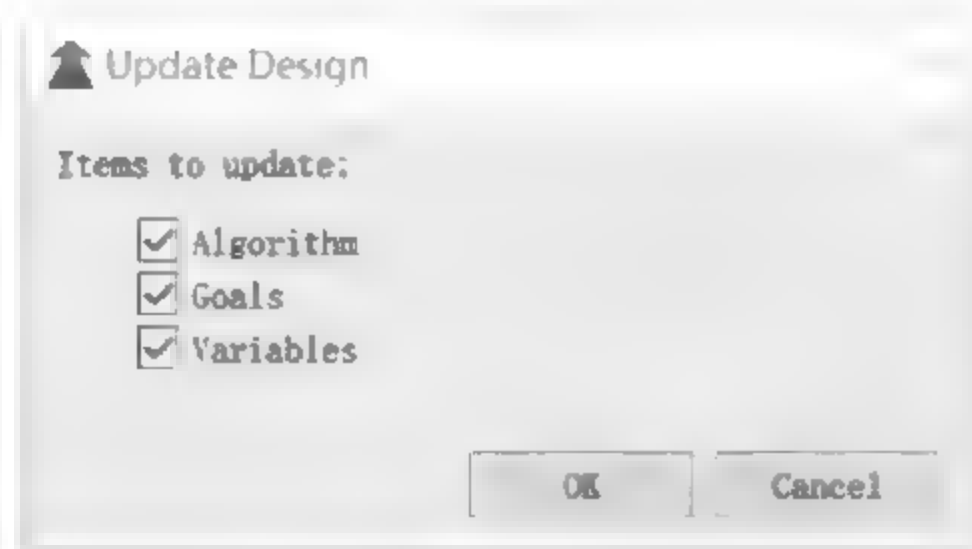 Update Design
Items to update:
Algorithm
Goals
Variables
OK
Cancel